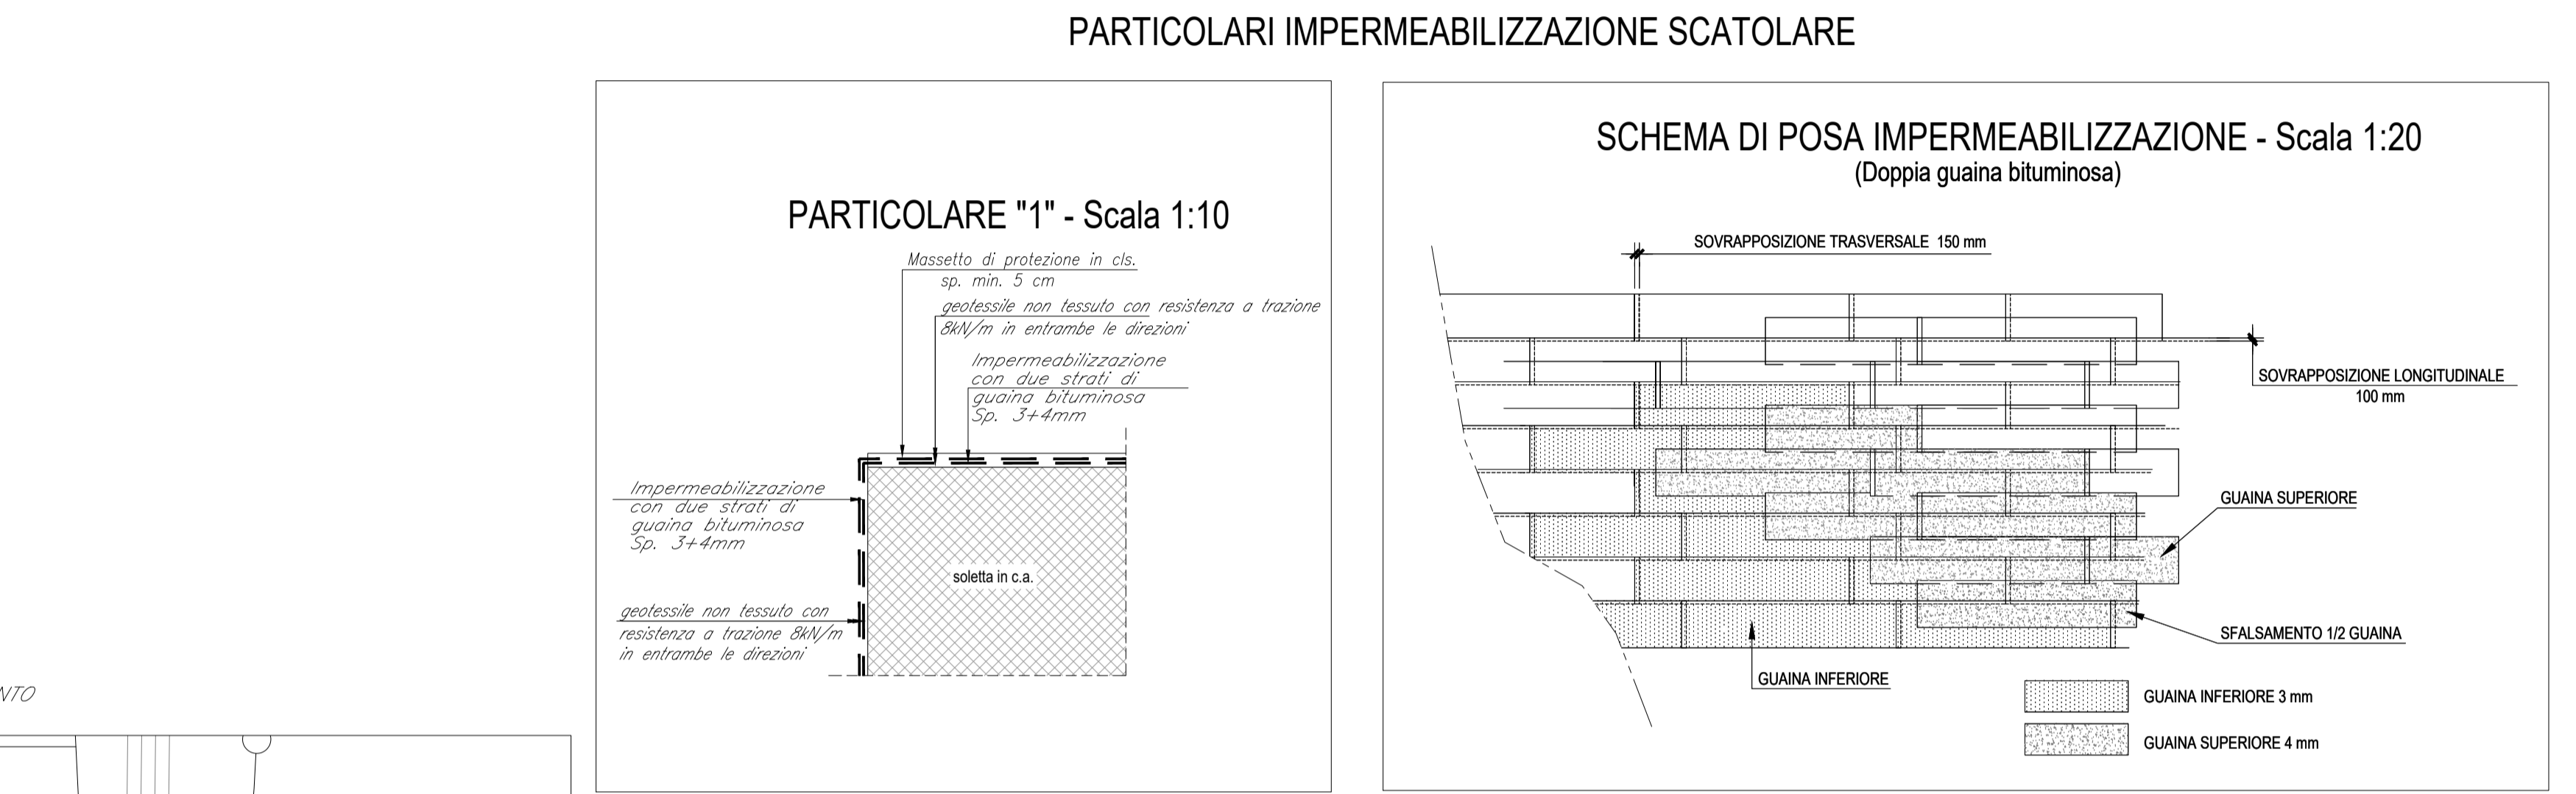 PARTICOLARI IMPERMEABILIZZAZIONE SCATOLARE
PARTICOLARE "1" - Scala 1:10
Massetto di protezione in cls.
sp. min. 5 cm
geotessile non tessuto con resistenza a trazione
8kN/m in entrambe le direzioni
Impermeabilizzazione
con due strati di
guaina bituminosa
Sp. 3+4mm
Impermeabilizzazione
con due strati di
guaina bituminosa
Sp. 3+4mm
soletta in c.a.
geotessile non tessuto con
resistenza a trazione 8kN/m
in entrambe le direzioni
SCHEMA DI POSA IMPERMEABILIZZAZIONE - Scala 1:20
(Doppia guaina bituminosa)
SOVRAPPOSIZIONE TRASVERSALE 150 mm
SOVRAPPOSIZIONE LONGITUDINALE
100 mm
GUAINA SUPERIORE
SFALSAMENTO 1/2 GUAINA
GUAINA INFERIORE
GUAINA INFERIORE 3 mm
GUAINA SUPERIORE 4 mm